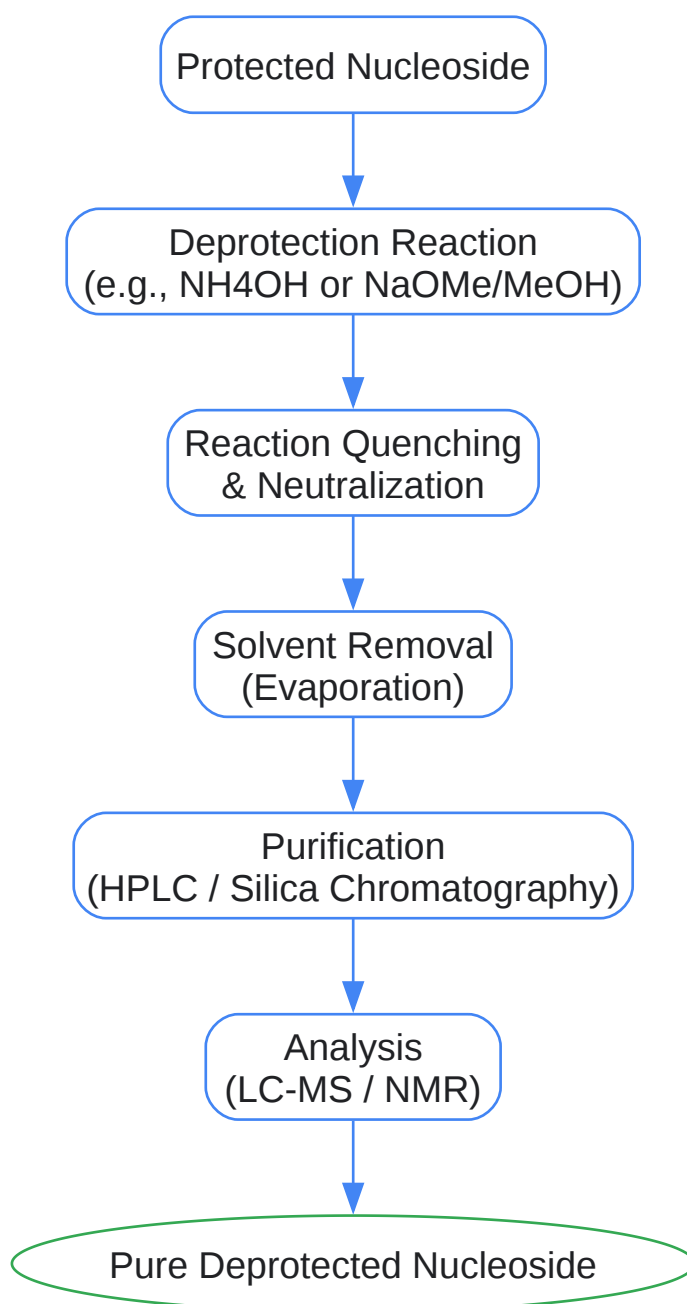 Protected Nucleoside
Deprotection Reaction
(e.g., NH4OH or NaOMe/MeOH)
Reaction Quenching
& Neutralization
Solvent Removal
(Evaporation)
Purification
(HPLC / Silica Chromatography)
Analysis
(LC-MS / NMR)
Pure Deprotected Nucleoside